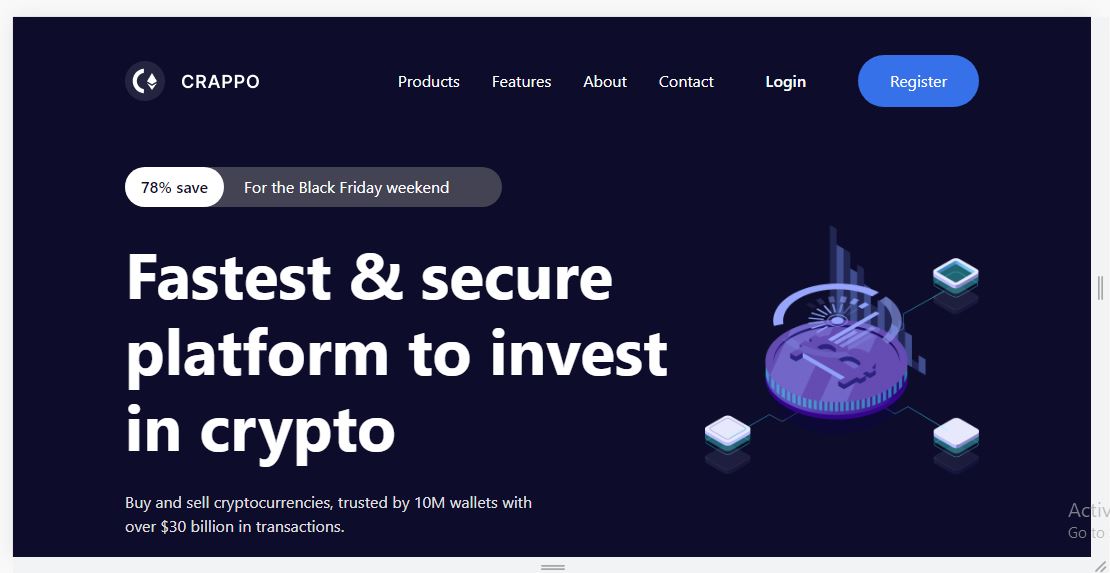 CRAPPO
Products Features About Contact Login Register
78% save For the Black Friday weekend
Fastest & secure
platform to invest
in crypto
Buy and sell cryptocurrencies, trusted by 10M wallets with
over $30 billion in transactions.
Go to